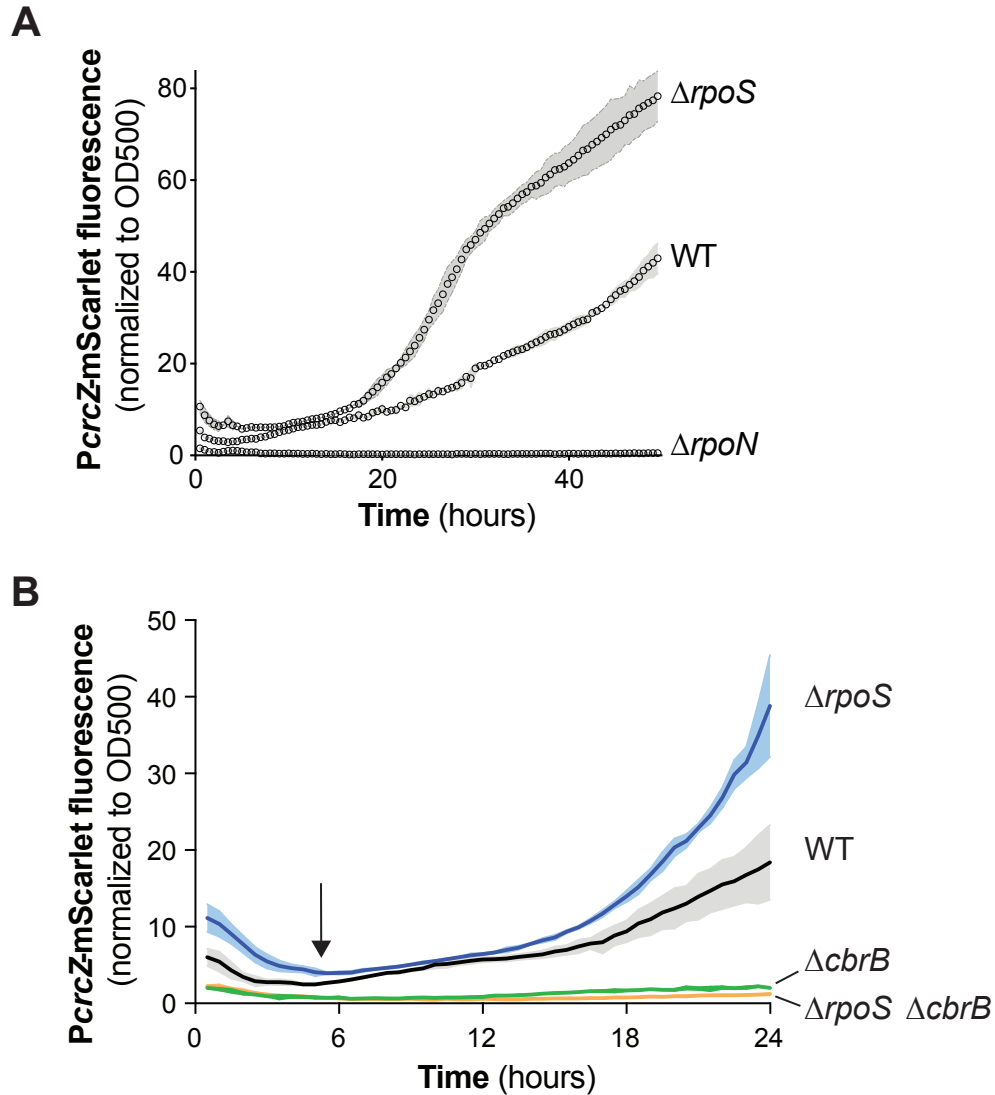 A
PcrcZ-mScarlet fluorescence
(normalized to OD500)
80
60
40
20
0
0
20
40
Time (hours)
ΔrpoS
WT
ΔrpoN
B
PcrcZ-mScarlet fluorescence
(normalized to OD500)
50
40
30
20
10
0
0
6
12
18
24
Time (hours)
ΔrpoS
WT
ΔcbrB
ΔrpoS ΔcbrB